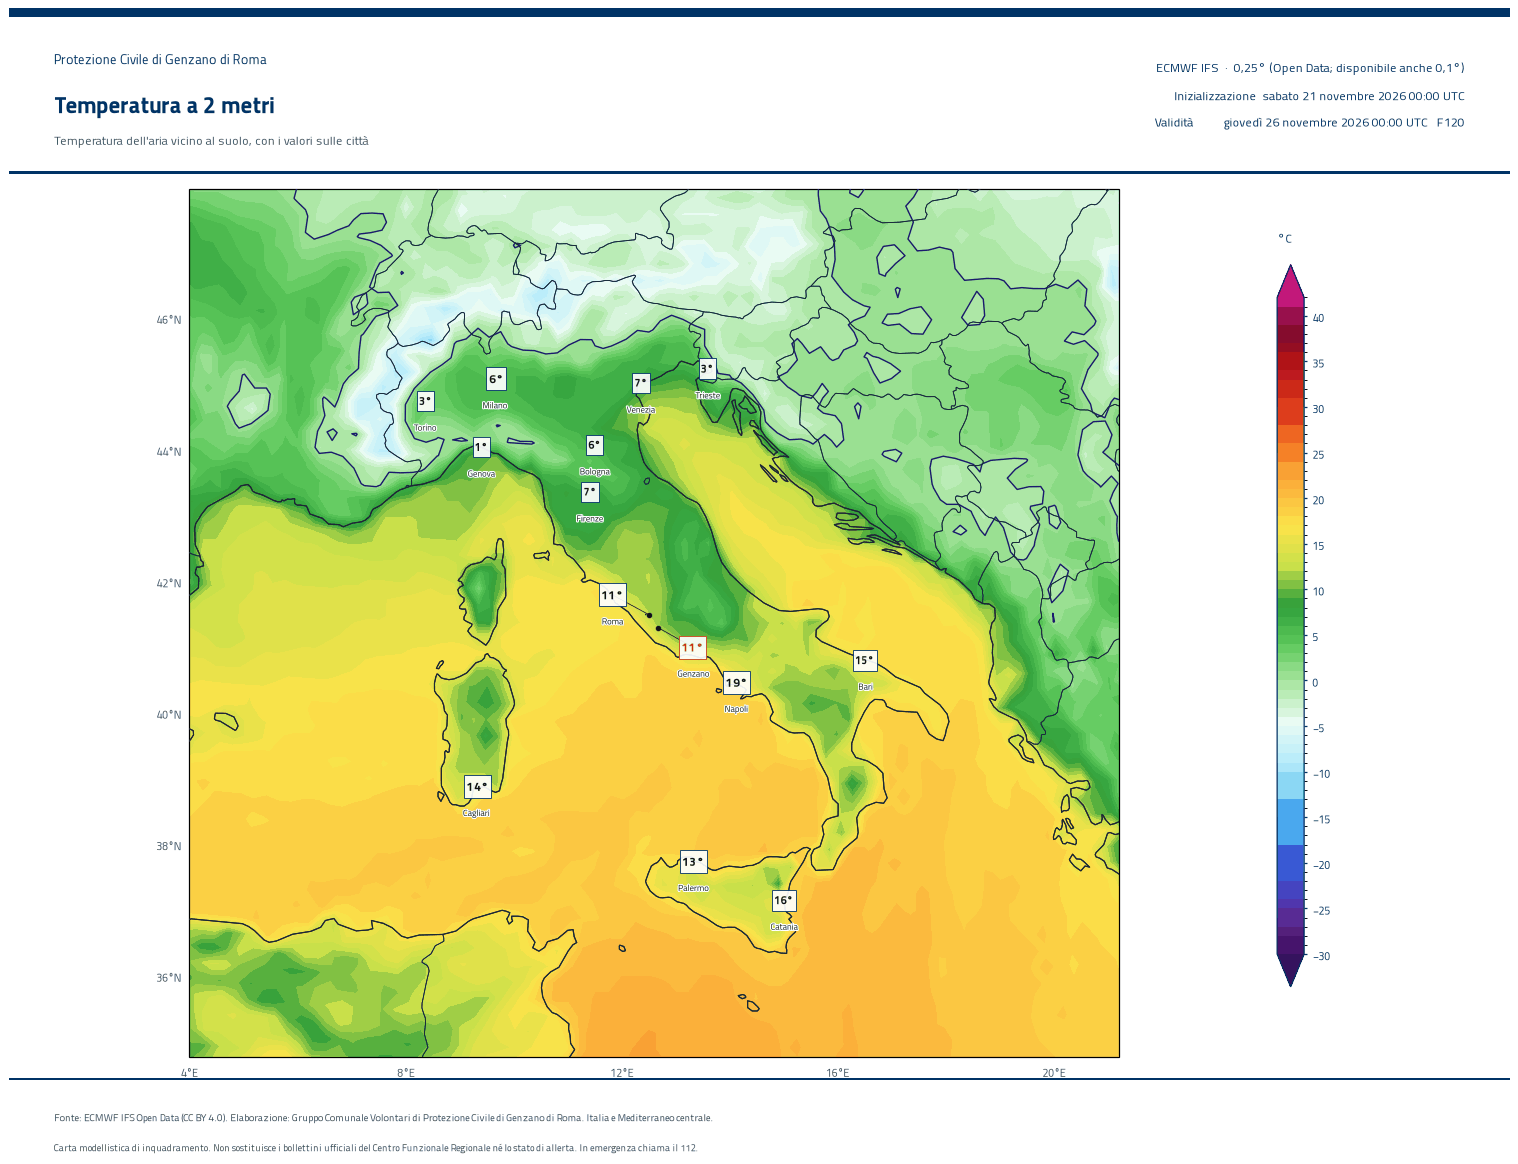 Protezione Civile di Genzano di Roma
Temperatura a 2 metri
Temperatura dell'aria vicino al suolo, con i valori sulle città
ECMWF IFS · 0,25° (Open Data; disponibile anche 0,1°)
Inizializzazione sabato 21 novembre 2026 00:00 UTC
Validità giovedì 26 novembre 2026 00:00 UTC F120
46°N
44°N
42°N
40°N
38°N
36°N
4°E
8°E
12°E
16°E
20°E
3°
Torino
6°
Milano
7°
Venezia
3°
Trieste
1°
Genova
6°
Bologna
7°
Firenze
11°
Roma
11°
Genzano
19°
Napoli
15°
Bari
14°
Cagliari
13°
Palermo
16°
Catania
°C
40
35
30
25
20
15
10
5
0
−5
−10
−15
−20
−25
−30
Fonte: ECMWF IFS Open Data (CC BY 4.0). Elaborazione: Gruppo Comunale Volontari di Protezione Civile di Genzano di Roma. Italia e Mediterraneo centrale.
Carta modellistica di inquadramento. Non sostituisce i bollettini ufficiali del Centro Funzionale Regionale né lo stato di allerta. In emergenza chiama il 112.